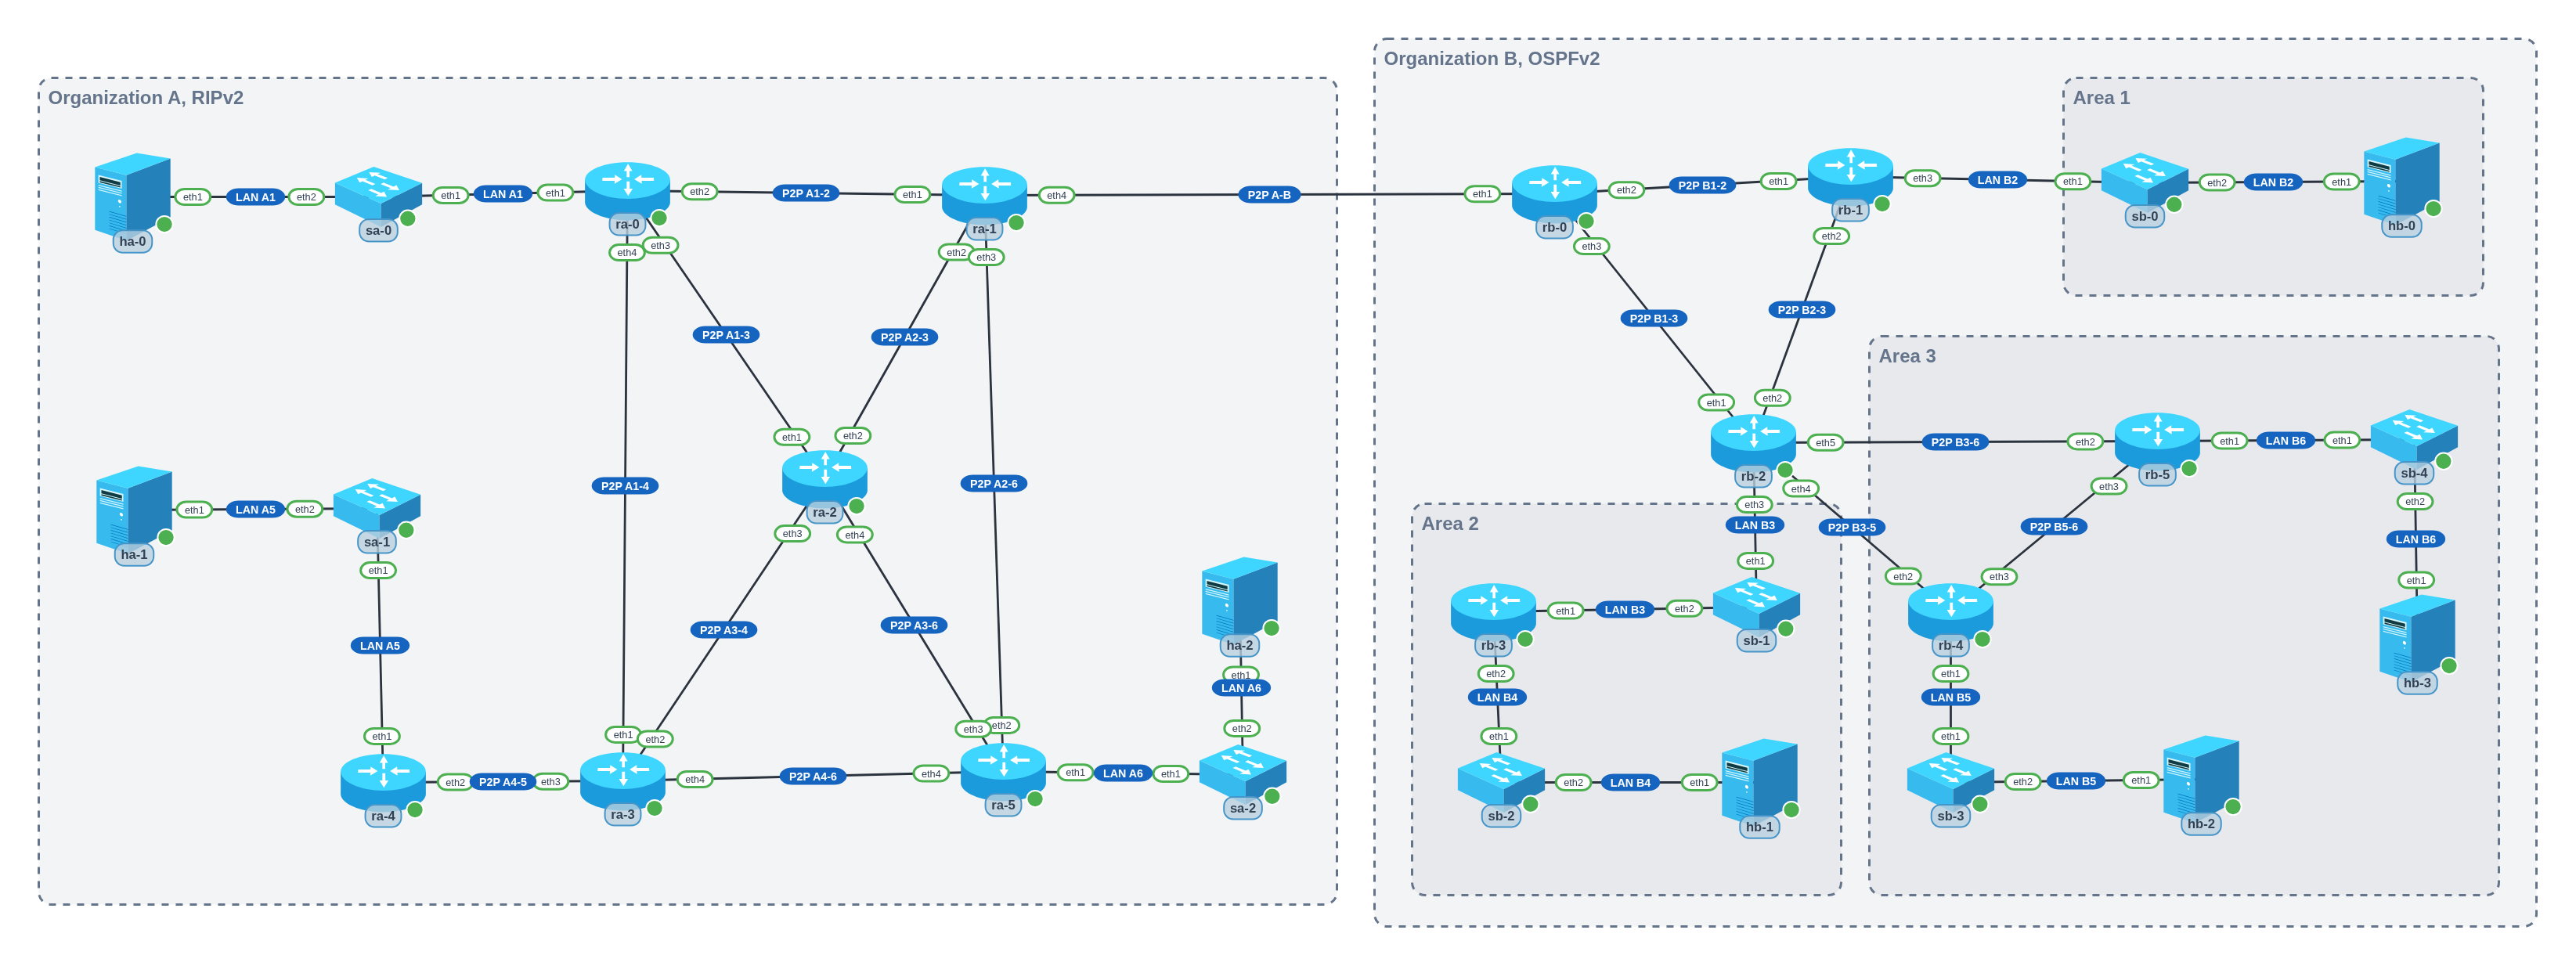 Organization B, OSPFv2
Organization A, RIPv2
Area 1
ha-0
eth1
LAN A1
eth2
sa-0
eth1
LAN A1
eth1
ra-0
eth2
P2P A1-2
eth1
ra-1
eth4
P2P A-B
eth1
rb-0
eth2
P2P B1-2
eth1
rb-1
eth3
LAN B2
eth1
sb-0
eth2
LAN B2
eth1
hb-0
eth4
eth3
eth2
eth3
eth3
eth2
P2P A1-3
P2P A2-3
P2P B1-3
P2P B2-3
Area 3
eth1
eth2
eth1
eth2
rb-2
eth5
P2P B3-6
eth2
rb-5
eth1
LAN B6
eth1
sb-4
P2P A1-4
ra-2
P2P A2-6
eth3
eth4
eth3
eth2
ha-1
eth1
LAN A5
eth2
sa-1
eth1
eth3
eth4
Area 2
LAN B3
P2P B3-5
P2P B5-6
LAN B6
eth1
eth2
eth3
eth1
hb-3
LAN A5
P2P A3-4
P2P A3-6
ha-2
eth1
LAN A6
eth2
rb-3
eth1
LAN B3
eth2
sb-1
rb-4
eth2
LAN B4
eth1
eth1
LAN B5
eth1
eth1
eth1
eth2
eth3
eth2
ra-4
eth2
P2P A4-5
eth3
ra-3
eth4
P2P A4-6
eth4
ra-5
eth1
LAN A6
eth1
sa-2
sb-2
eth2
LAN B4
eth1
hb-1
sb-3
eth2
LAN B5
eth1
hb-2